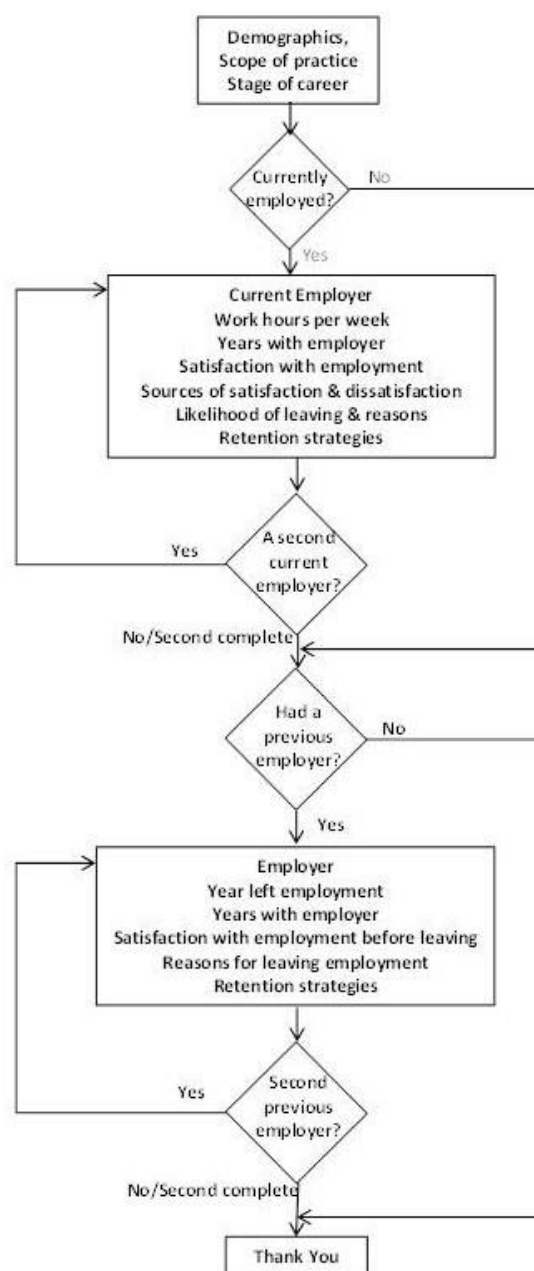 Demographics,
Scope of practice
Stage of career
Currently
employed?
No
Yes
Current Employer
Work hours per week
Years with employer
Satisfaction with employment
Sources of satisfaction & dissatisfaction
Likelihood of leaving & reasons
Retention strategies
Yes
A second
current
employer?
No/Second complete
Had a
previous
employer?
No
Yes
Employer
Year left employment
Years with employer
Satisfaction with employment before leaving
Reasons for leaving employment
Retention strategies
Yes
Second
previous
employer?
No/Second complete
Thank You